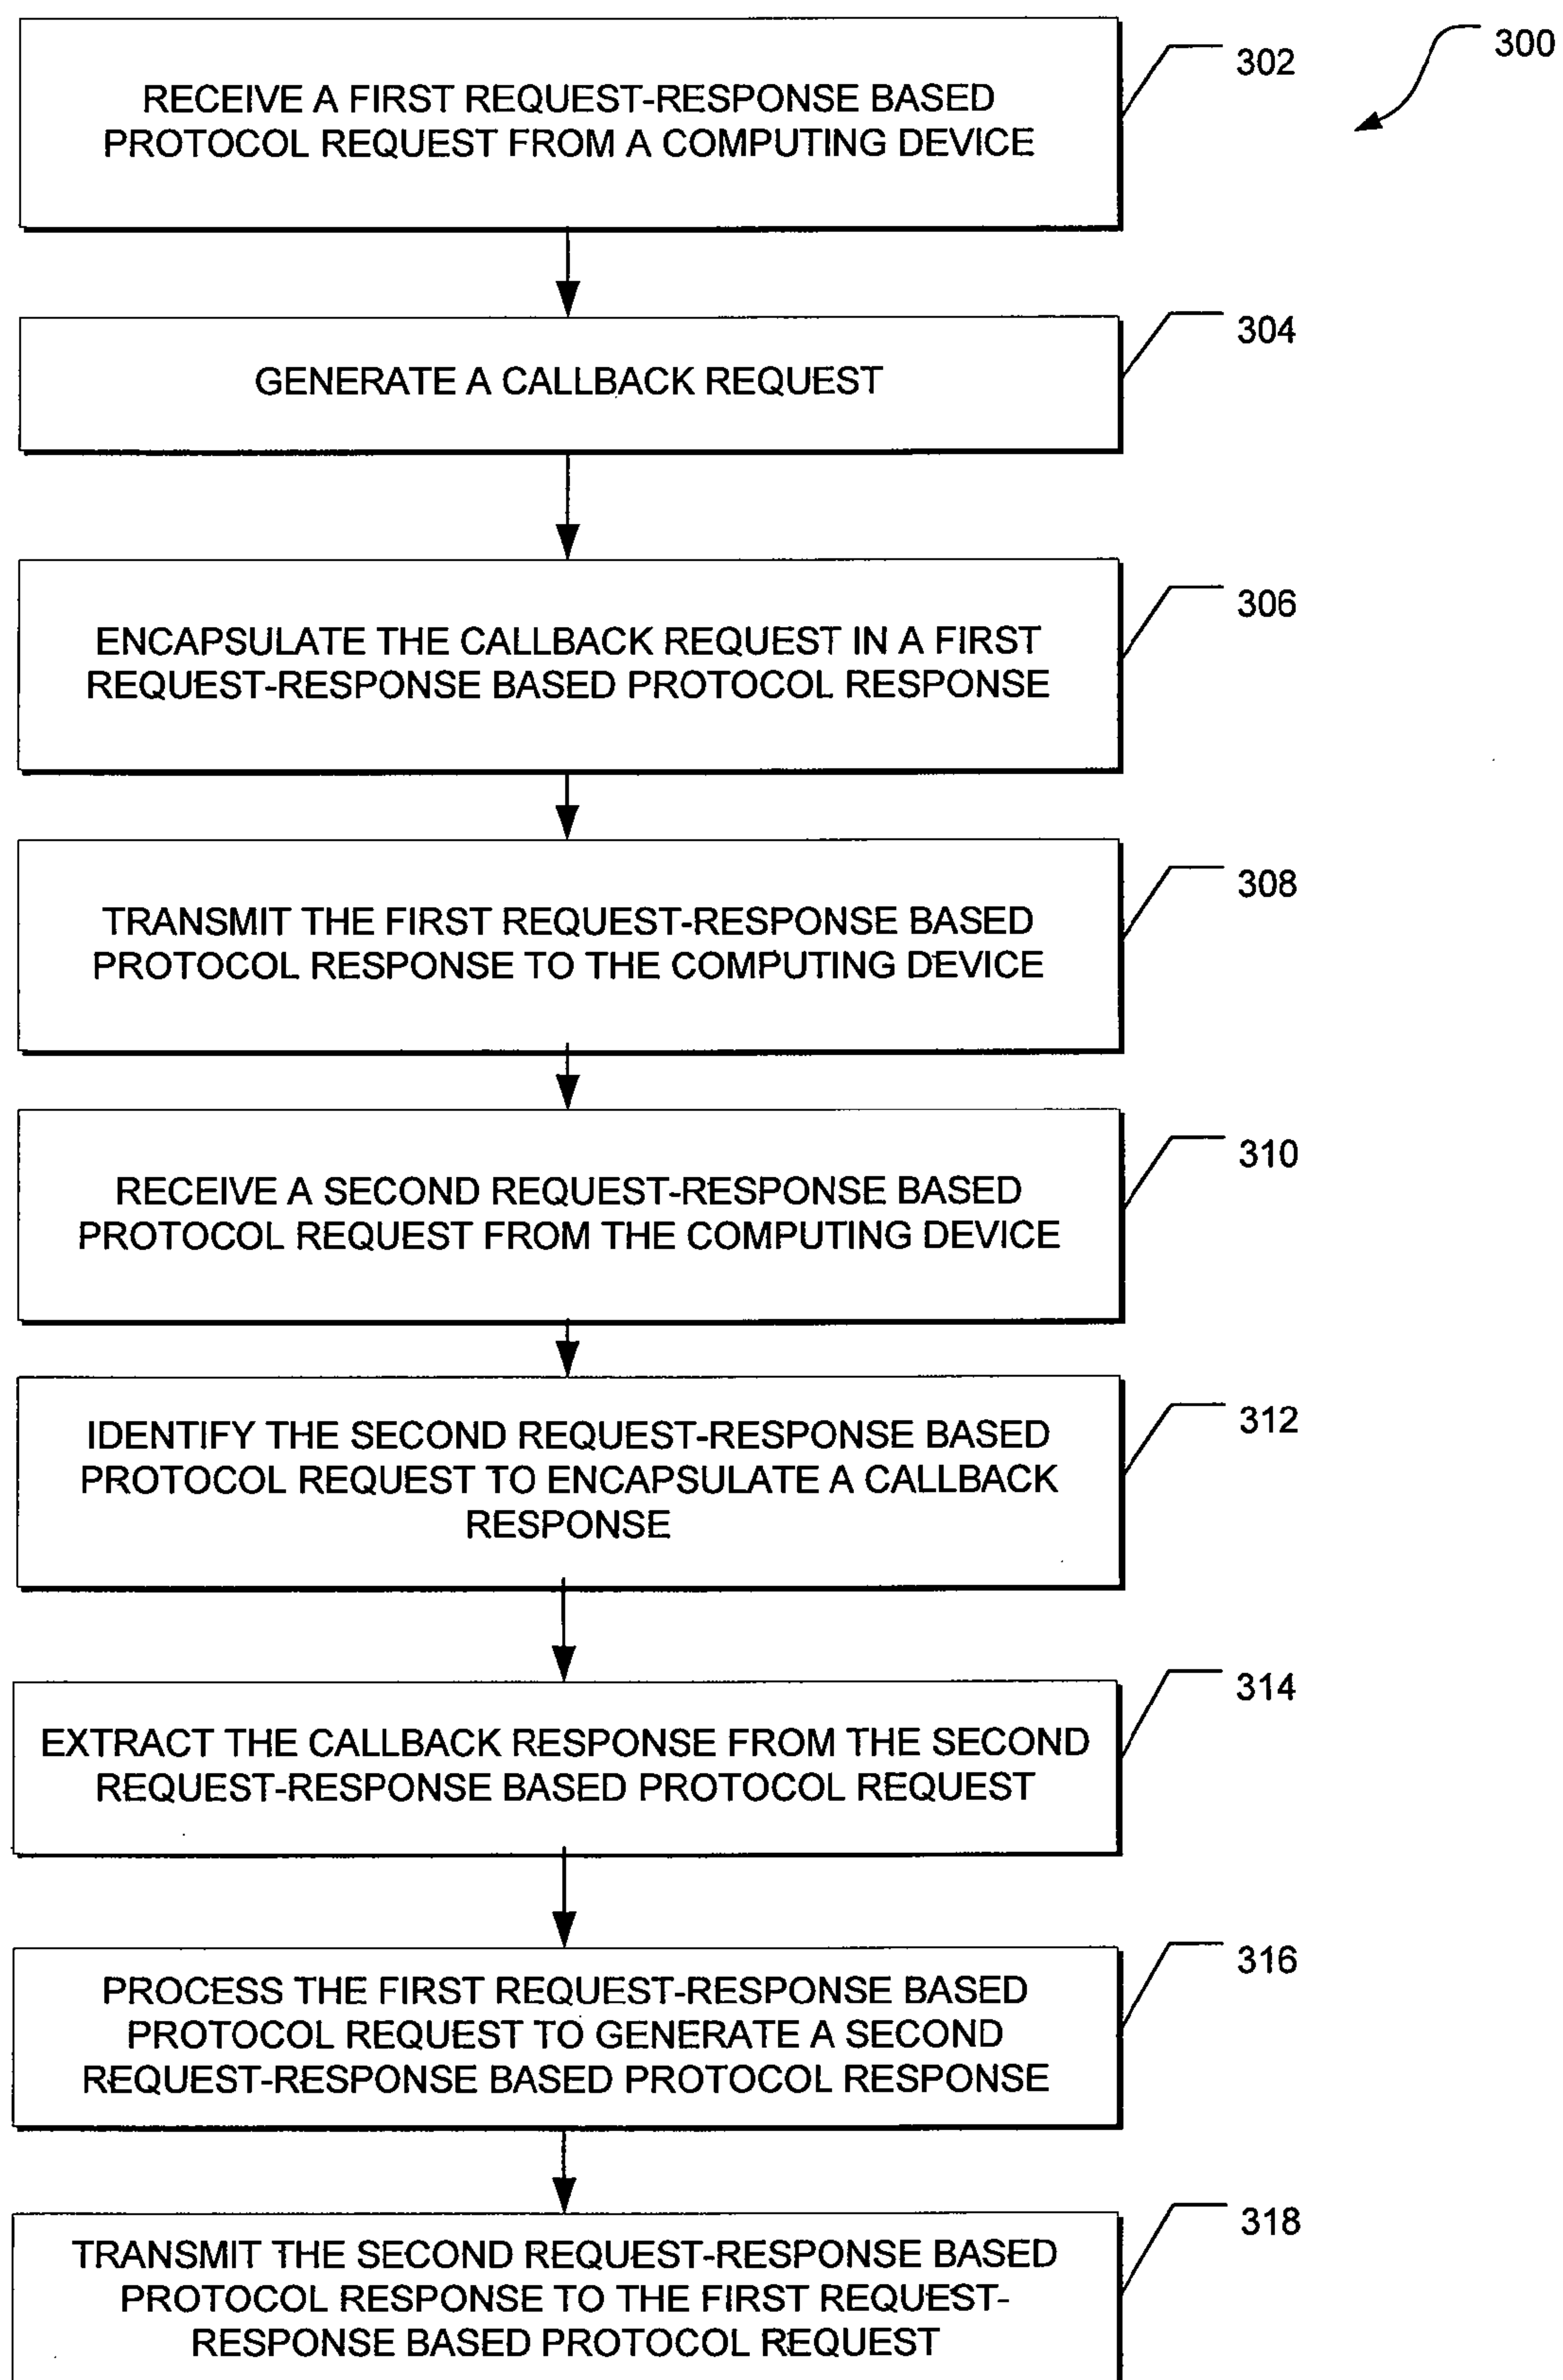 300
302
RECEIVE A FIRST REQUEST-RESPONSE BASED
PROTOCOL REQUEST FROM A COMPUTING DEVICE
304
GENERATE A CALLBACK REQUEST
306
ENCAPSULATE THE CALLBACK REQUEST IN A FIRST
REQUEST-RESPONSE BASED PROTOCOL RESPONSE
308
TRANSMIT THE FIRST REQUEST-RESPONSE BASED
PROTOCOL RESPONSE TO THE COMPUTING DEVICE
310
RECEIVE A SECOND REQUEST-RESPONSE BASED
PROTOCOL REQUEST FROM THE COMPUTING DEVICE
312
IDENTIFY THE SECOND REQUEST-RESPONSE BASED
PROTOCOL REQUEST TO ENCAPSULATE A CALLBACK
RESPONSE
314
EXTRACT THE CALLBACK RESPONSE FROM THE SECOND
REQUEST-RESPONSE BASED PROTOCOL REQUEST
316
PROCESS THE FIRST REQUEST-RESPONSE BASED
PROTOCOL REQUEST TO GENERATE A SECOND
REQUEST-RESPONSE BASED PROTOCOL RESPONSE
318
TRANSMIT THE SECOND REQUEST-RESPONSE BASED
PROTOCOL RESPONSE TO THE FIRST REQUEST-
RESPONSE BASED PROTOCOL REQUEST